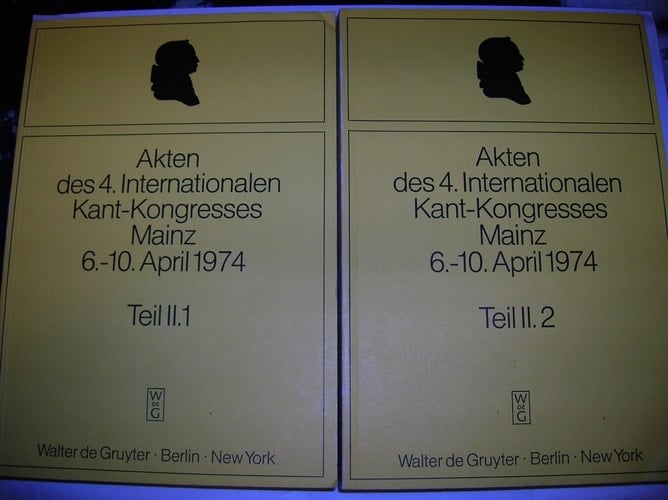 Akten
des 4. Internationalen
Kant-Kongresses
Mainz
6.-10. April 1974
Teil II.1
W
DE
G
Walter de Gruyter · Berlin · New York
Akten
des 4. Internationalen
Kant-Kongresses
Mainz
6.-10. April 1974
Teil II. 2
W
DE
G
Walter de Gruyter · Berlin · New York